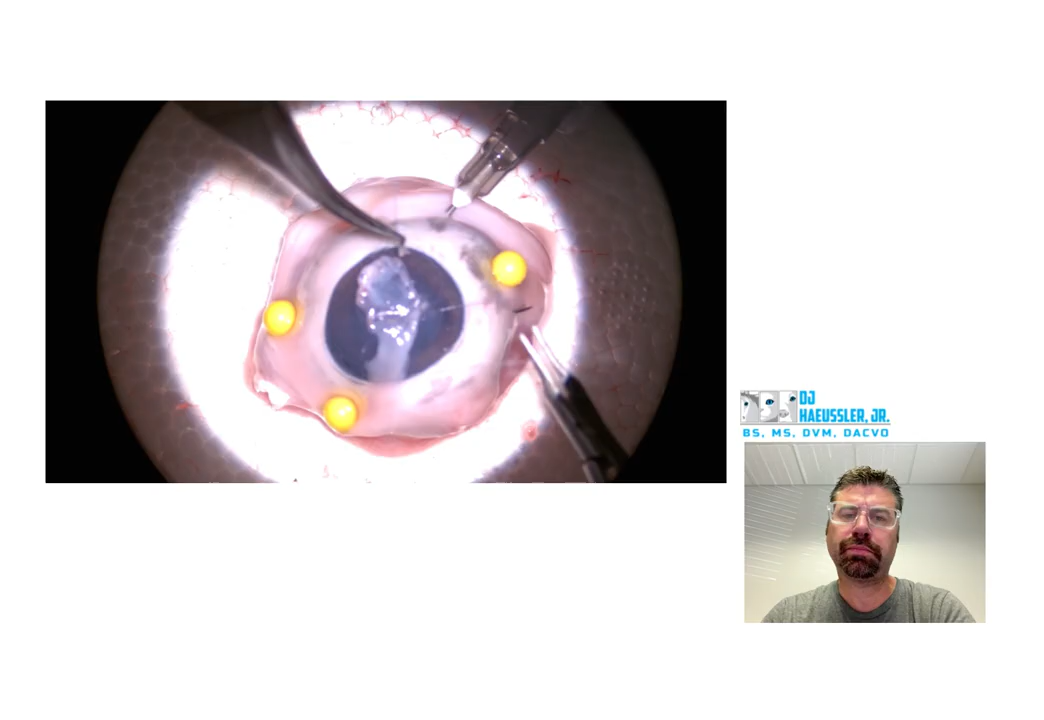 DJ
HAEUSSLER, JR.
BS, MS, DVM, DACVO